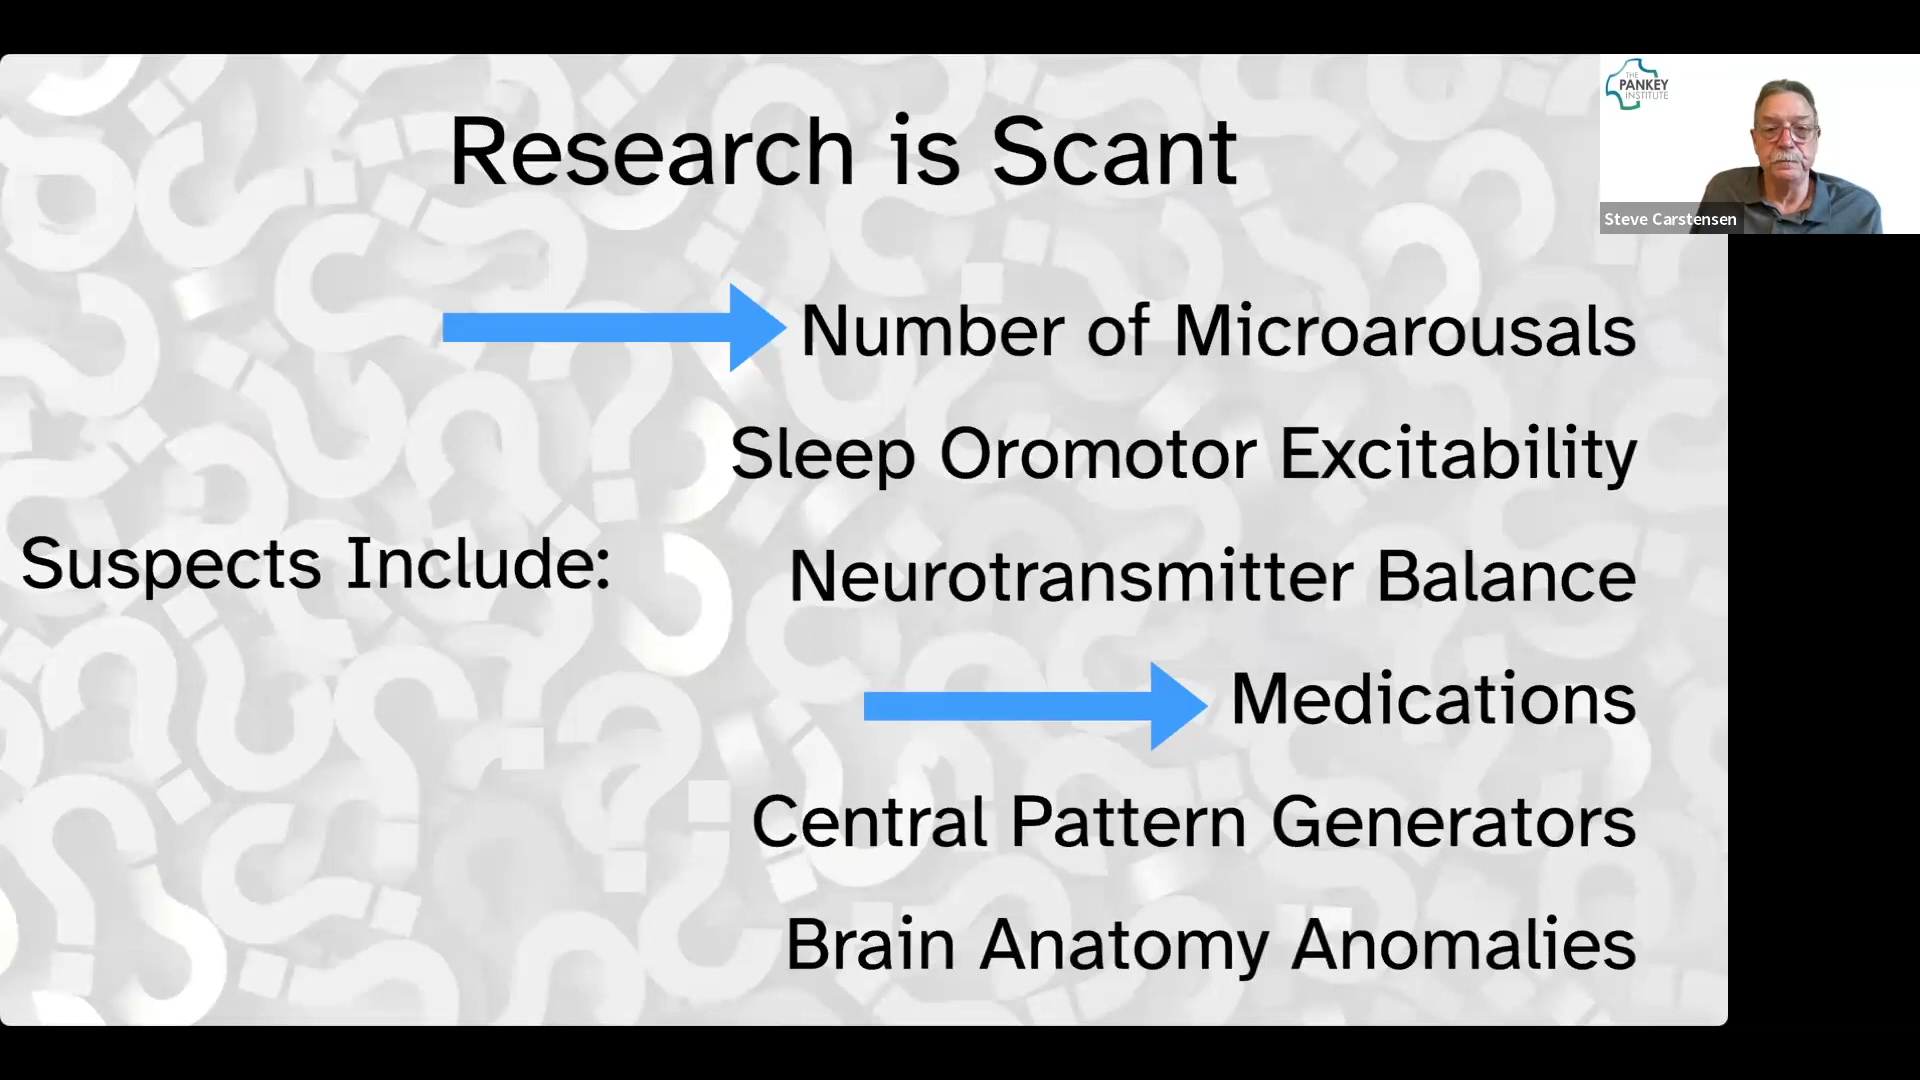 Research is Scant
THE
PANKEY
INSTITUTE
Steve Carstensen
Number of Microarousals
Sleep Oromotor Excitability
Suspects Include:
Neurotransmitter Balance
Medications
Central Pattern Generators
Brain Anatomy Anomalies